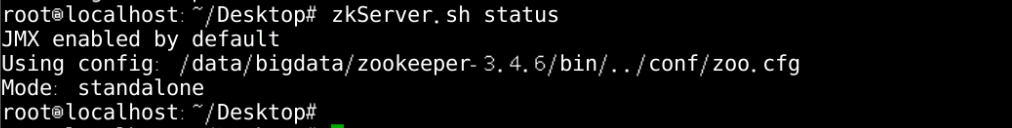 root@localhost:~/Desktop# zkServer.sh status
JMX enabled by default
Using config: /data/bigdata/zookeeper-3.4.6/bin/../conf/zoo.cfg
Mode: standalone
root@localhost:~/Desktop#